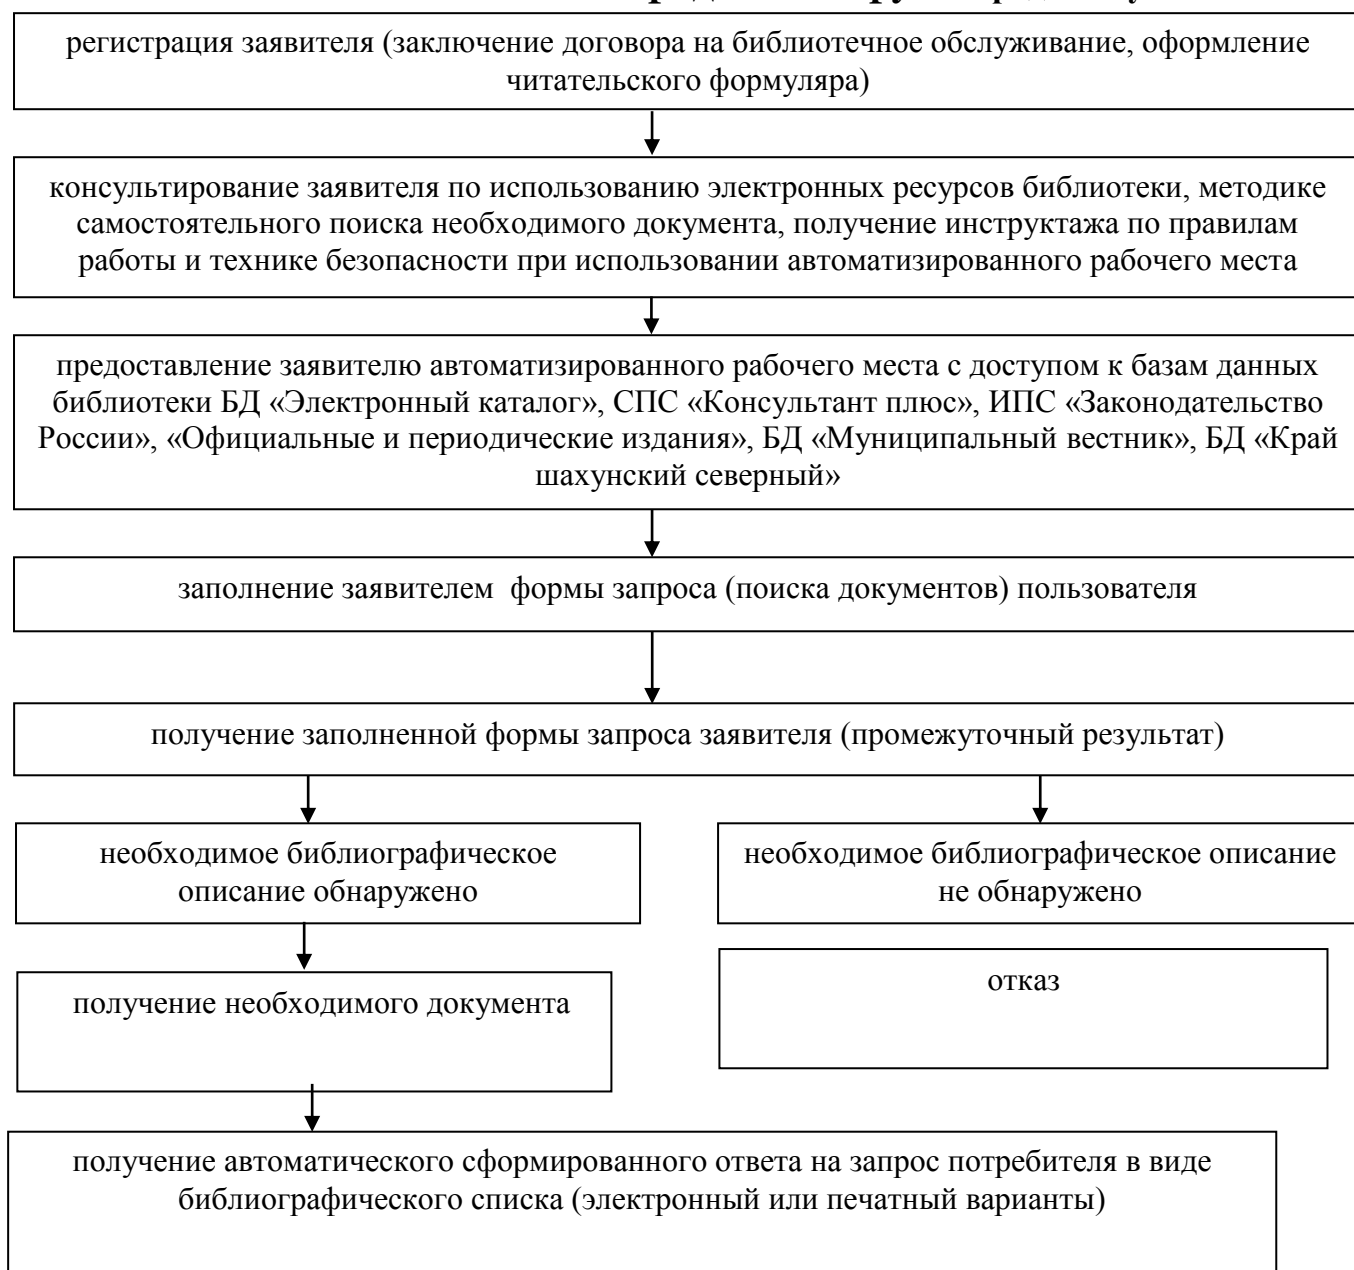 регистрация заявителя (заключение договора на библиотечное обслуживание, оформление
читательского формуляра)
консультирование заявителя по использованию электронных ресурсов библиотеки, методике
самостоятельного поиска необходимого документа, получение инструктажа по правилам
работы и технике безопасности при использовании автоматизированного рабочего места
предоставление заявителю автоматизированного рабочего места с доступом к базам данных
библиотеки БД «Электронный каталог», СПС «Консультант плюс», ИПС «Законодательство
России», «Официальные и периодические издания», БД «Муниципальный вестник», БД «Край
шахунский северный»
заполнение заявителем формы запроса (поиска документов) пользователя
получение заполненной формы запроса заявителя (промежуточный результат)
необходимое библиографическое
описание обнаружено
необходимое библиографическое описание
не обнаружено
получение необходимого документа
отказ
получение автоматического сформированного ответа на запрос потребителя в виде
библиографического списка (электронный или печатный варианты)